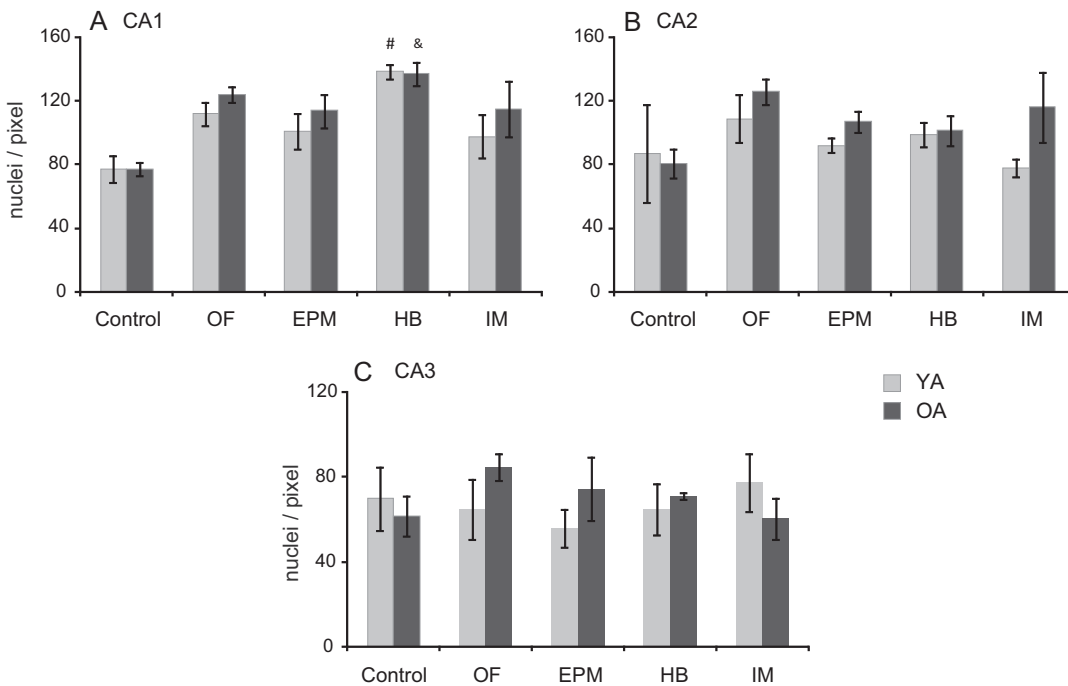 A CA1
nuclei / pixel
160
120
80
40
0
# &
Control OF EPM HB IM
B CA2
160
120
80
40
0
Control OF EPM HB IM
C CA3
nuclei / pixel
120
80
40
0
Control OF EPM HB IM
YA
OA